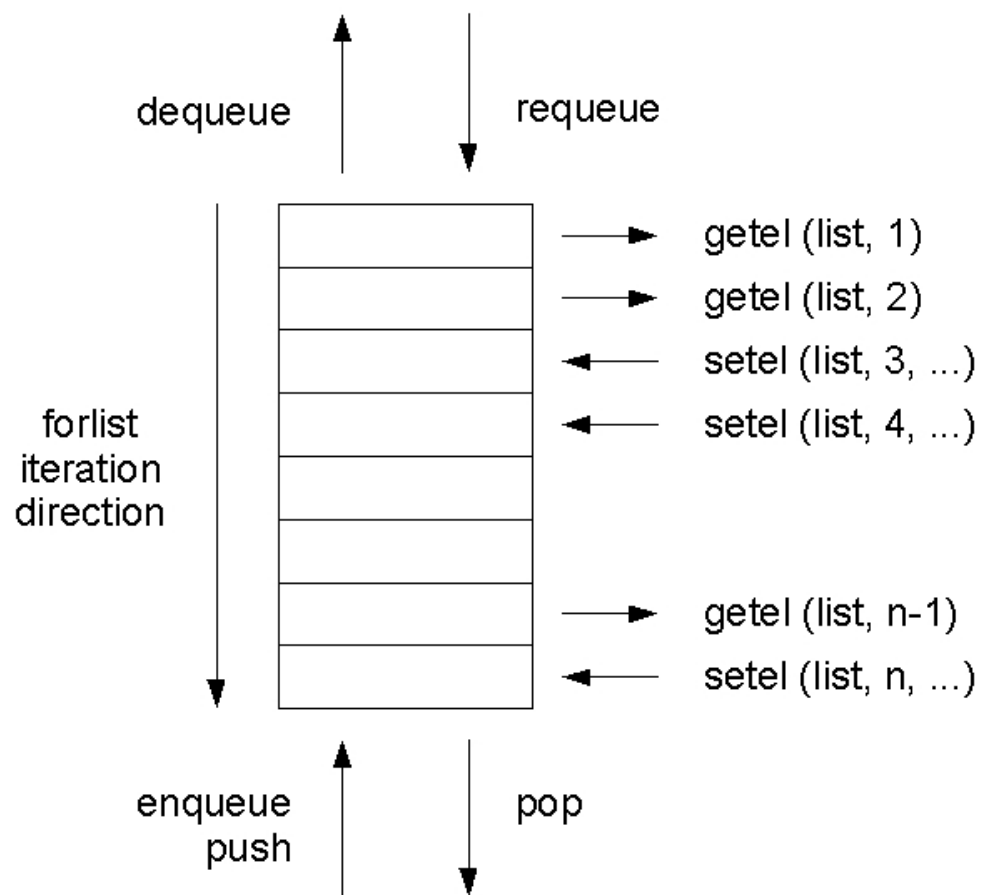 dequeue
requeue
getel (list, 1)
getel (list, 2)
setel (list, 3, ...)
setel (list, 4, ...)
forlist
iteration
direction
getel (list, n-1)
setel (list, n, ...)
enqueue
push
pop